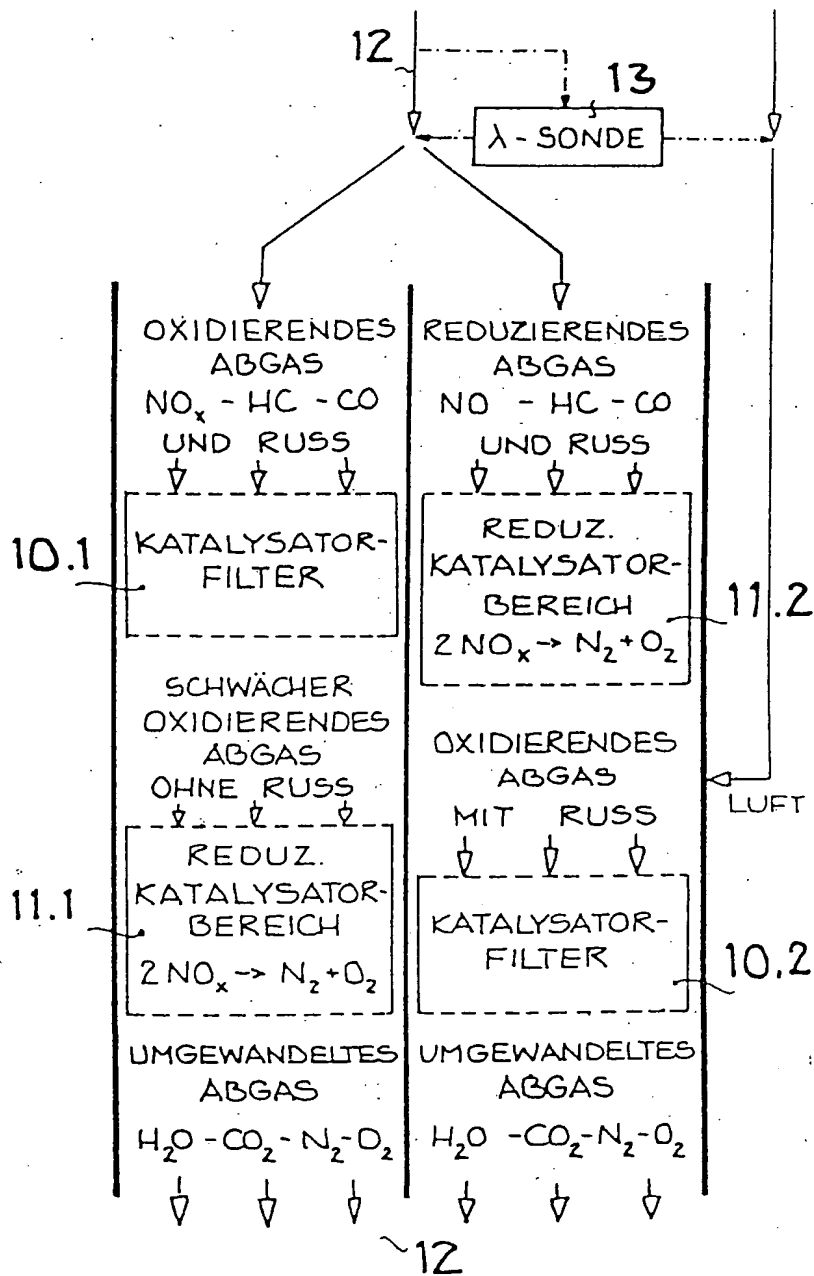 12
13
λ-SONDE
OXIDIERENDES
ABGAS
NOₓ - HC - CO
UND RUSS
10.1
KATALYSATOR-
FILTER
SCHWÄCHER
OXIDIERENDES
ABGAS
OHNE RUSS
11.1
REDUZ.
KATALYSATOR-
BEREICH
2 NOₓ → N₂ + O₂
UMGEWANDELTES
ABGAS
H₂O - CO₂ - N₂ - O₂
REDUZIERENDES
ABGAS
NO - HC - CO
UND RUSS
REDUZ.
KATALYSATOR-
BEREICH
11.2
2 NOₓ → N₂ + O₂
OXIDIERENDES
ABGAS
LUFT
MIT RUSS
KATALYSATOR-
FILTER
10.2
UMGEWANDELTES
ABGAS
H₂O - CO₂ - N₂ - O₂
12